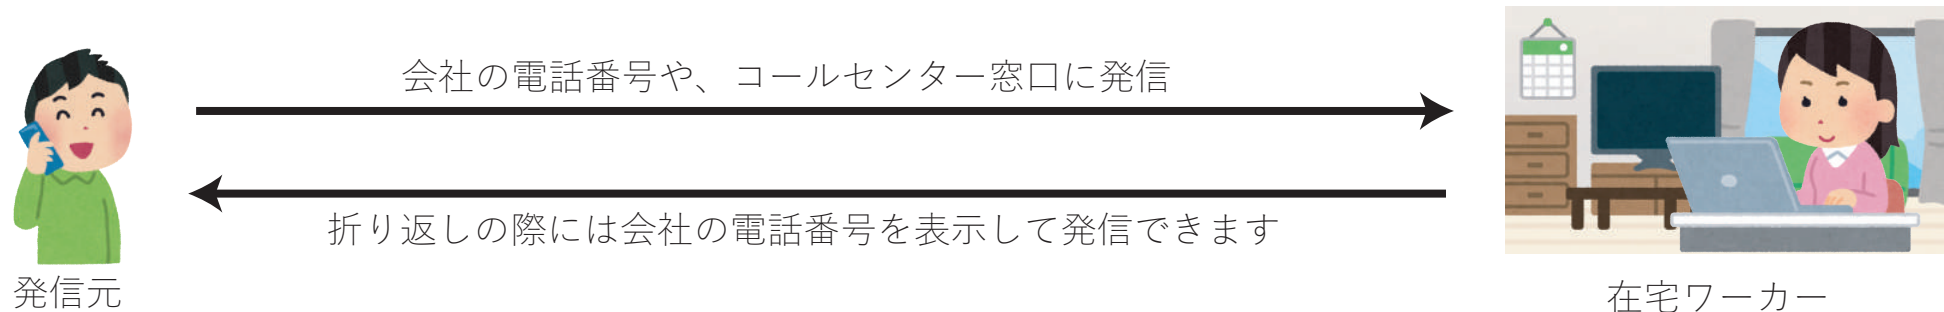 会社の電話番号や、コールセンター窓口に発信
折り返しの際には会社の電話番号を表示して発信できます
発信元
在宅ワーカー